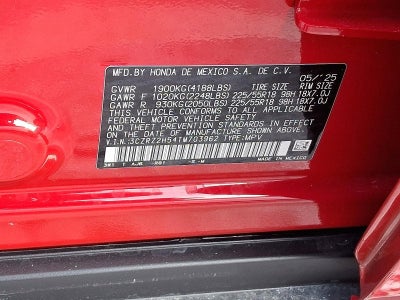 MFD.BY HONDA DE MEXICO S.A. DE C.V. 05/'25
GVWR 1900KG(4188LBS) TIRE SIZE RIM SIZE
GAWR F 1020KG(2248LBS) 225/55R18 98H 18X7.0J
GAWR R 930KG(2050LBS) 225/55R18 98H 18X7.0J
THIS VEHICLE CONFORMS TO ALL APPLICABLE
FEDERAL MOTOR VEHICLE SAFETY, BUMPER,
AND THEFT PREVENTION STANDARDS IN EFFECT
ON THE DATE OF MANUFACTURE SHOWN ABOVE.
V.I.N.:3CZRZ2H54TM703962 TYPE:MPV
MADE IN MEXICO